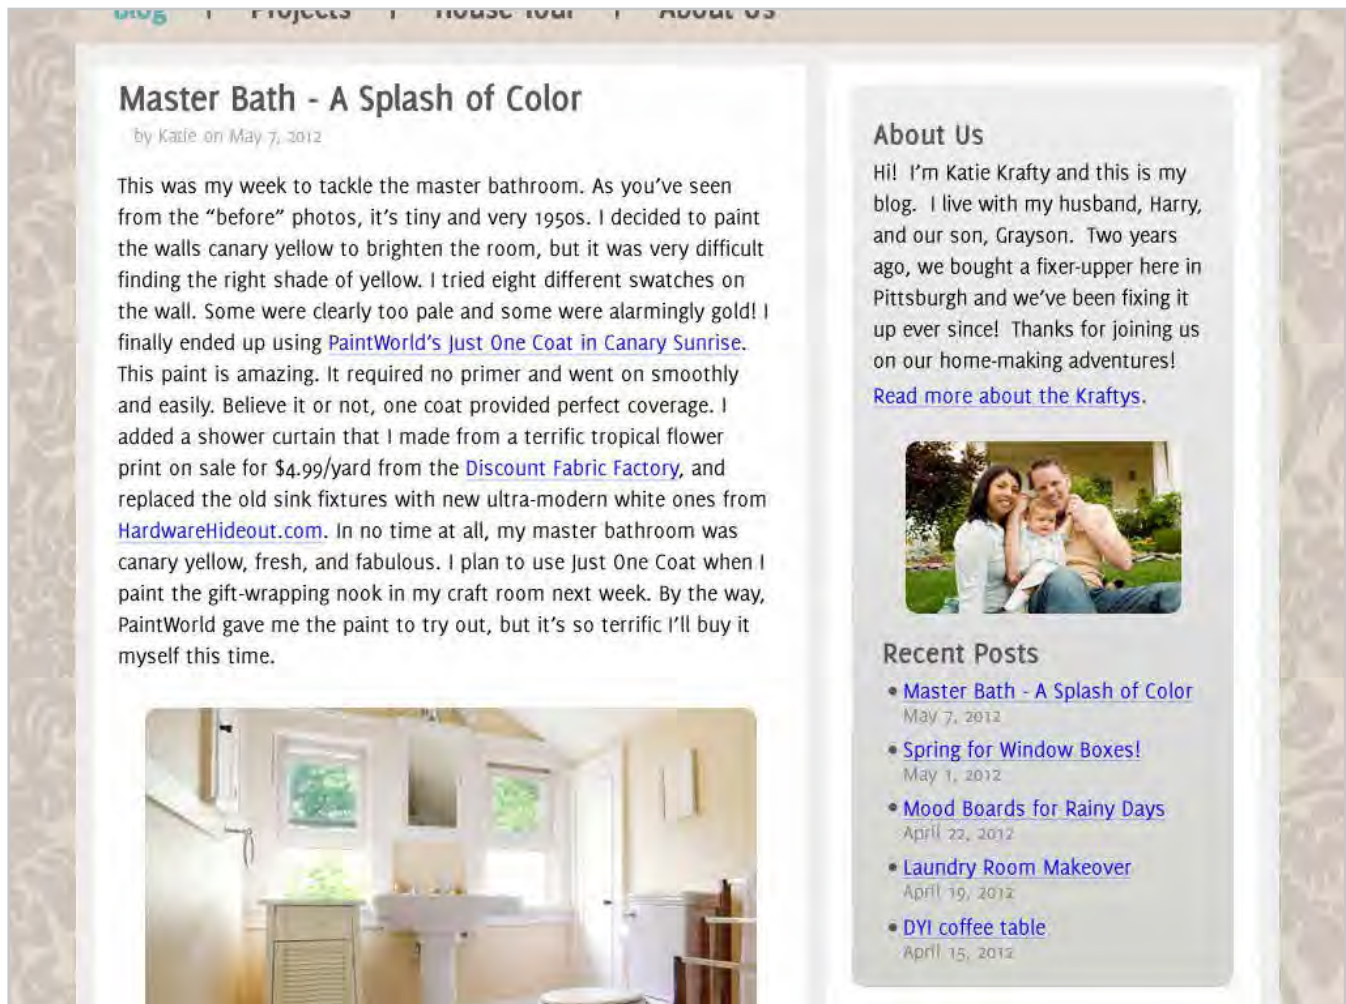 Blog | Projects | House Tour | About Us
Master Bath - A Splash of Color
by Katie on May 7, 2012
This was my week to tackle the master bathroom. As you’ve seen
from the “before” photos, it’s tiny and very 1950s. I decided to paint
the walls canary yellow to brighten the room, but it was very difficult
finding the right shade of yellow. I tried eight different swatches on
the wall. Some were clearly too pale and some were alarmingly gold! I
finally ended up using PaintWorld’s Just One Coat in Canary Sunrise.
This paint is amazing. It required no primer and went on smoothly
and easily. Believe it or not, one coat provided perfect coverage. I
added a shower curtain that I made from a terrific tropical flower
print on sale for $4.99/yard from the Discount Fabric Factory, and
replaced the old sink fixtures with new ultra-modern white ones from
HardwareHideout.com. In no time at all, my master bathroom was
canary yellow, fresh, and fabulous. I plan to use Just One Coat when I
paint the gift-wrapping nook in my craft room next week. By the way,
PaintWorld gave me the paint to try out, but it’s so terrific I’ll buy it
myself this time.
About Us
Hi! I’m Katie Krafty and this is my
blog. I live with my husband, Harry,
and our son, Grayson. Two years
ago, we bought a fixer-upper here in
Pittsburgh and we’ve been fixing it
up ever since! Thanks for joining us
on our home-making adventures!
Read more about the Kraftys.
Recent Posts
• Master Bath - A Splash of Color
May 7, 2012
• Spring for Window Boxes!
May 1, 2012
• Mood Boards for Rainy Days
April 22, 2012
• Laundry Room Makeover
April 19, 2012
• DYI coffee table
April 15, 2012